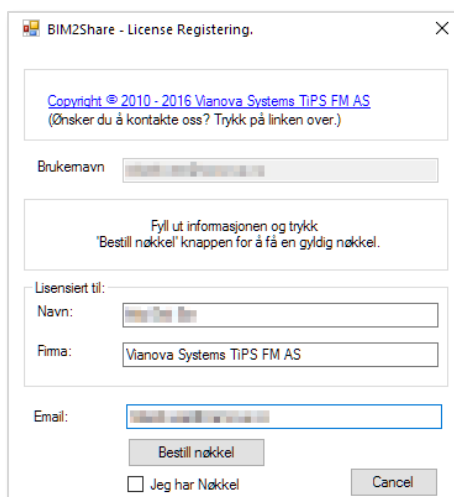 BIM2Share - License Registering.
Copyright © 2010 - 2016 Vianova Systems TiPS FM AS
(Ønsker du å kontakte oss? Trykk på linken over.)
Brukernavn
Fyll ut informasjonen og trykk
'Bestill nøkkel' knappen for å få en gyldig nøkkel.
Lisensiert til:
Navn:
Firma: Vianova Systems TiPS FM AS
Email:
Bestill nøkkel
Jeg har Nøkkel
Cancel